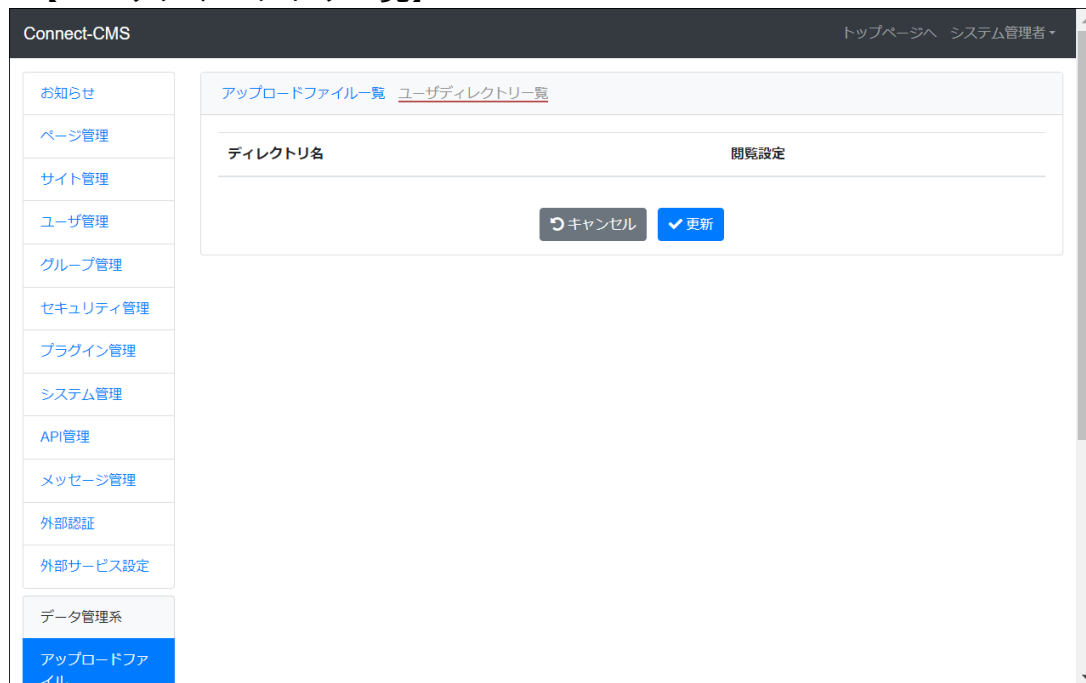 Connect-CMS
トップページへ システム管理者
お知らせ
ページ管理
サイト管理
ユーザ管理
グループ管理
セキュリティ管理
プラグイン管理
システム管理
API管理
メッセージ管理
外部認証
外部サービス設定
データ管理系
アップロードファ
イル
アップロードファイル一覧 ユーザディレクトリ一覧
ディレクトリ名 閲覧設定
キャンセル 更新